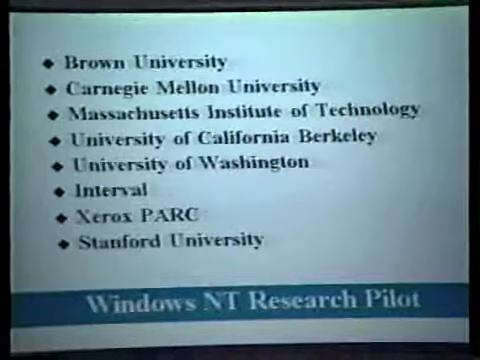 Brown University
Carnegie Mellon University
Massachusetts Institute of Technology
University of California Berkeley
University of Washington
Interval
Xerox PARC
Stanford University
Windows NT Research Pilot